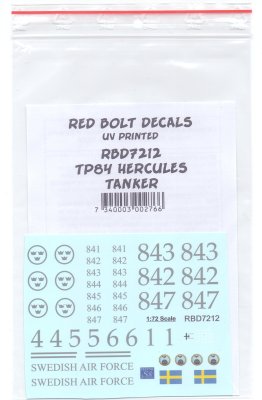 RED BOLT DECALS
UV PRINTED
RBD7212
TP84 HERCULES
TANKER
7 340003 002766
841 841 843 843
842 842
843 843
844 844 842 842
845 845
846 846 847 847
847 847
1:72 Scale RBD7212
4 4 5 5 6 6 1 1
SWEDISH AIR FORCE
SWEDISH AIR FORCE